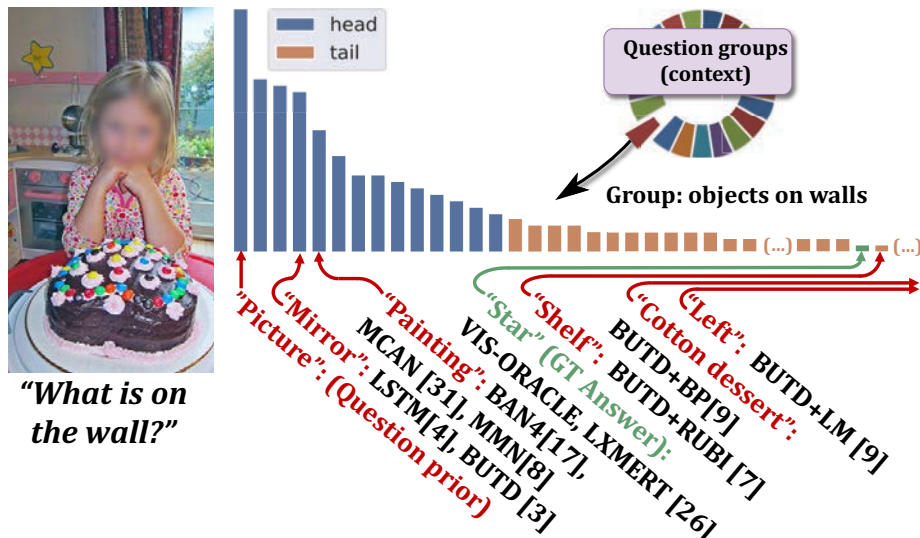 head
tail
Question groups
(context)
Group: objects on walls
(...)
(...)
"What is on
the wall?"
"Picture": (Question prior)
"Mirror":
LSTM[4], BUTD [3]
"Painting": BAN4[17],
MCAN [31], MMN[8]
"Star" (GT Answer):
VIS-ORACLE, LXMERT [26]
"Shelf": BUTD+RUBI [7]
"Cotton dessert":
BUTD+BP[9]
"Left": BUTD+LM [9]